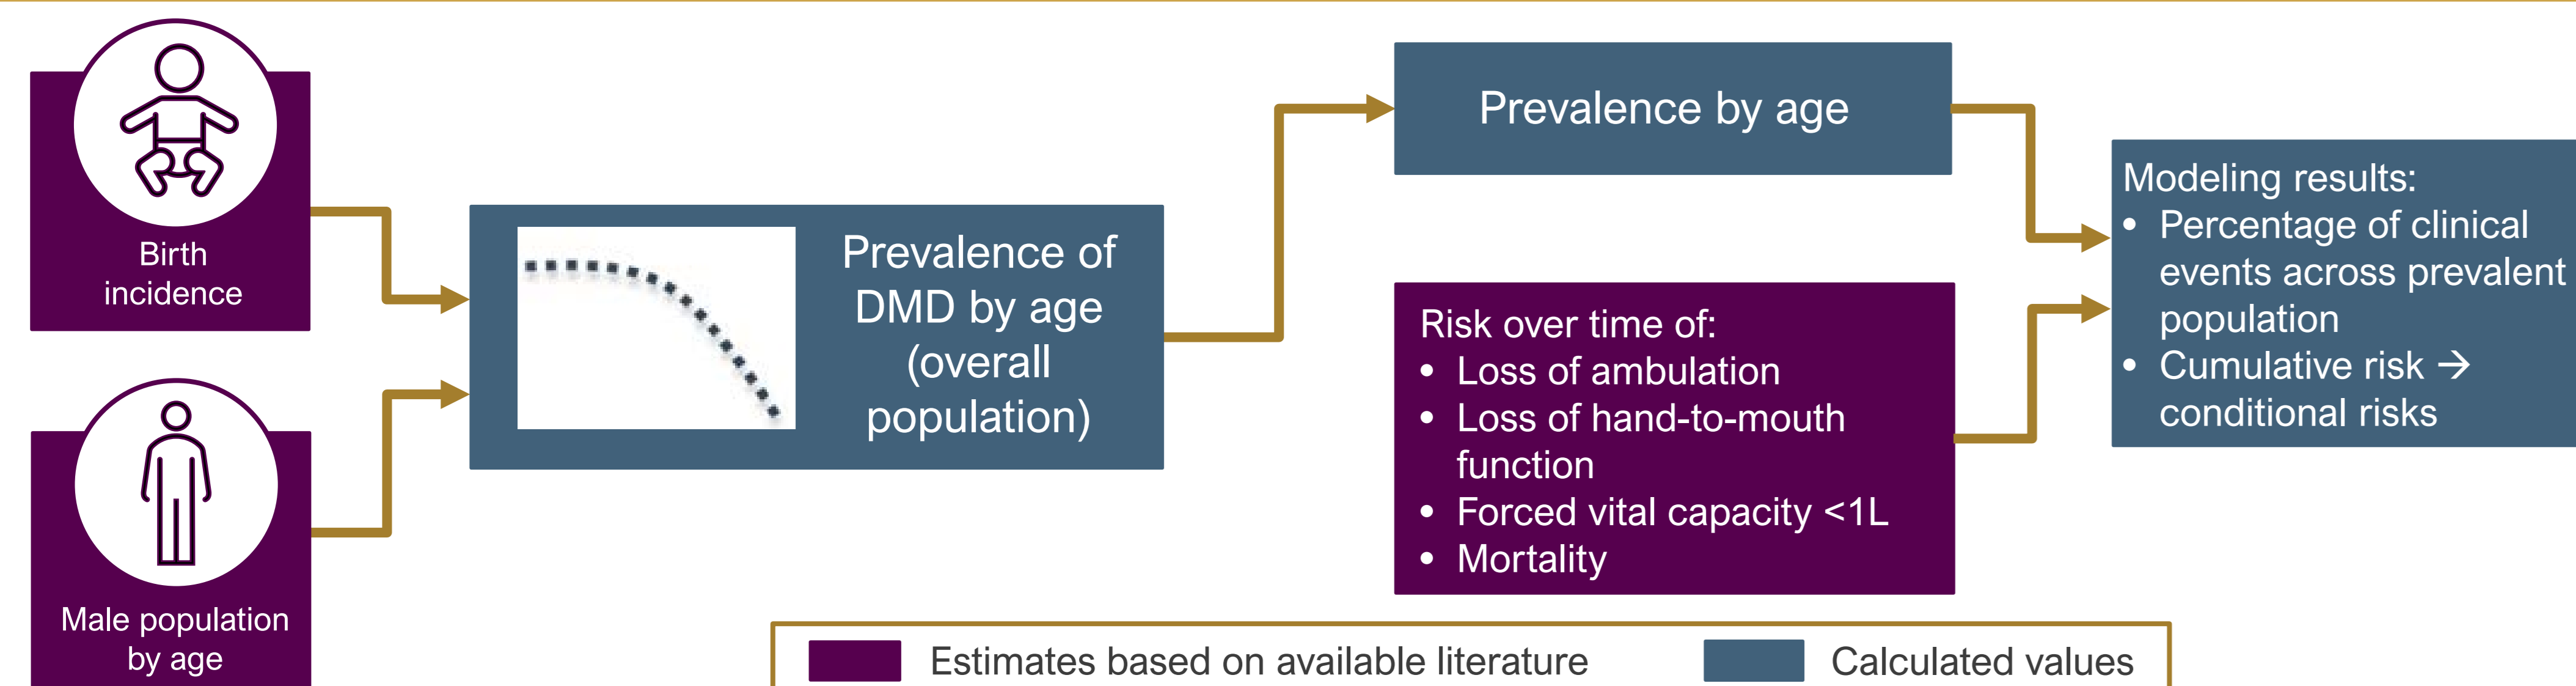 Birth
incidence
Male population
by age
Prevalence of
DMD by age
(overall
population)
Prevalence by age
Risk over time of:
• Loss of ambulation
• Loss of hand-to-mouth
function
• Forced vital capacity <1L
• Mortality
Modeling results:
• Percentage of clinical
events across prevalent
population
• Cumulative risk →
conditional risks
Estimates based on available literature
Calculated values